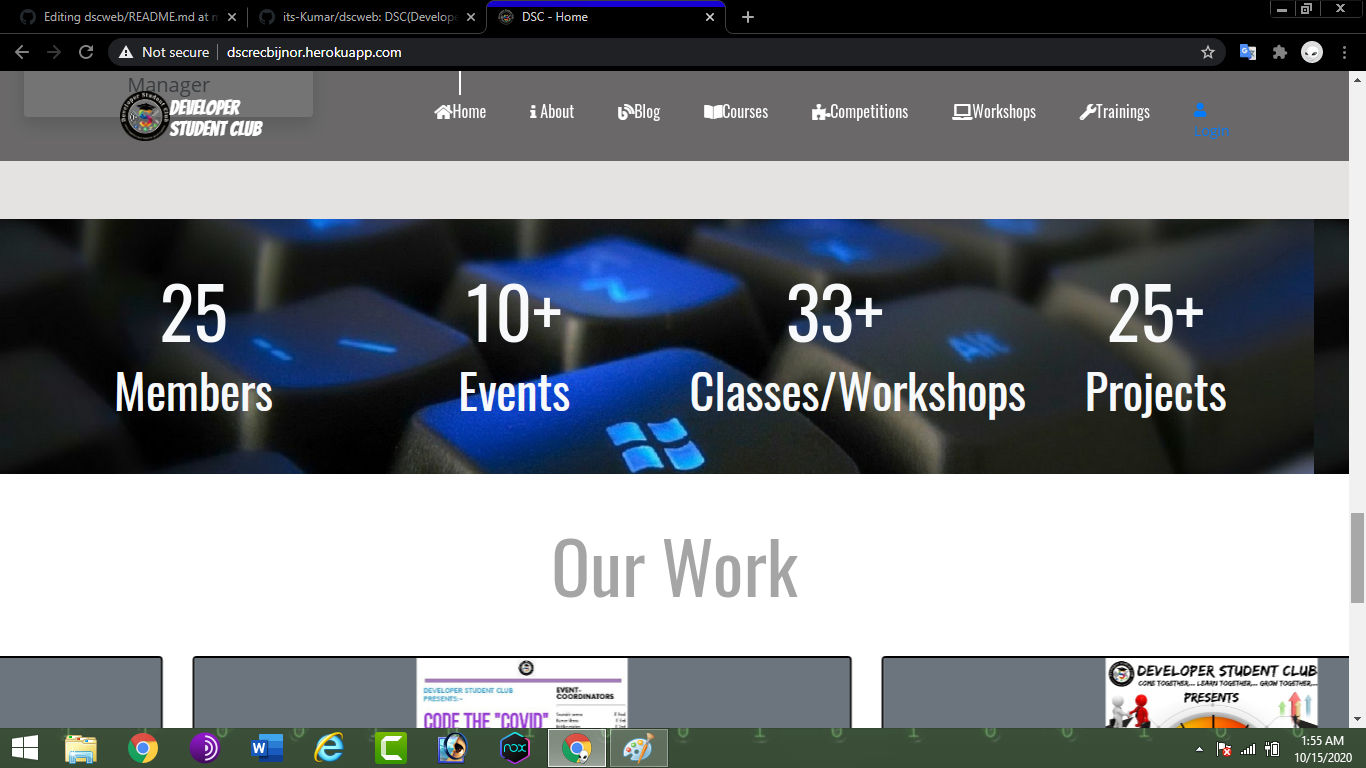 Editing dscweb/README.md at m
its-Kumar/dscweb: DSC(Develope
DSC - Home
Not secure
dscrecbijnor.herokuapp.com
Manager
DEVELOPER
STUDENT CLUB
Home
About
Blog
Courses
Competitions
Workshops
Trainings
Login
25
10+
33+
25+
Members
Events
Classes/Workshops
Projects
Alt
Our Work
DEVELOPER STUDENT CLUB
PRESENTS:-
EVENT-
COORDINATORS
CODE THE "COVID"
DEVELOPER STUDENT CLUB
COME TOGETHER... LEARN TOGETHER... GROW TOGETHER...
PRESENTS
1:55 AM
10/15/2020